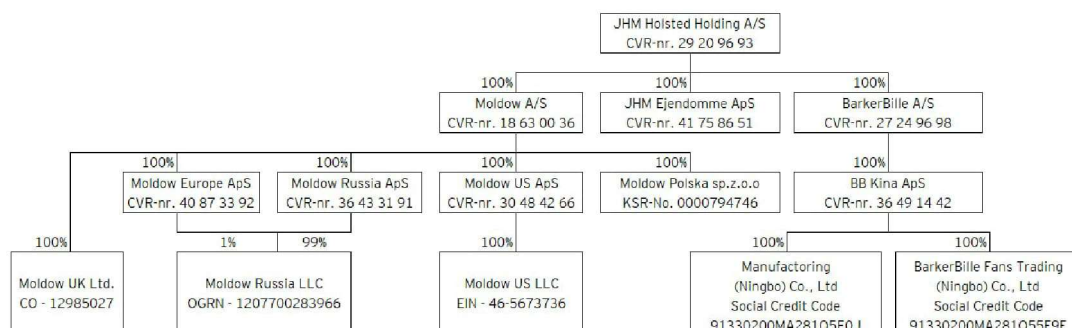 JHM Holsted Holding A/S
CVR-nr. 29 20 96 93
100%
100%
100%
Moldow A/S
CVR-nr. 18 63 00 36
JHM Ejendomme ApS
CVR-nr. 41 75 86 51
BarkerBille A/S
CVR-nr. 27 24 96 98
100%
100%
100%
100%
100%
Moldow Europe ApS
CVR-nr. 40 87 33 92
Moldow Russia ApS
CVR-nr. 36 43 31 91
Moldow US ApS
CVR-nr. 30 48 42 66
Moldow Polska sp.z.o.o
KSR-No. 0000794746
BB Kina ApS
CVR-nr. 36 49 14 42
100%
1%
99%
100%
100%
100%
Moldow UK Ltd.
CO - 12985027
Moldow Russia LLC
OGRN - 1207700283966
Moldow US LLC
EIN - 46-5673736
Manufacturing
(Ningbo) Co., Ltd
Social Credit Code
BarkerBille Fans Trading
(Ningbo) Co., Ltd
Social Credit Code